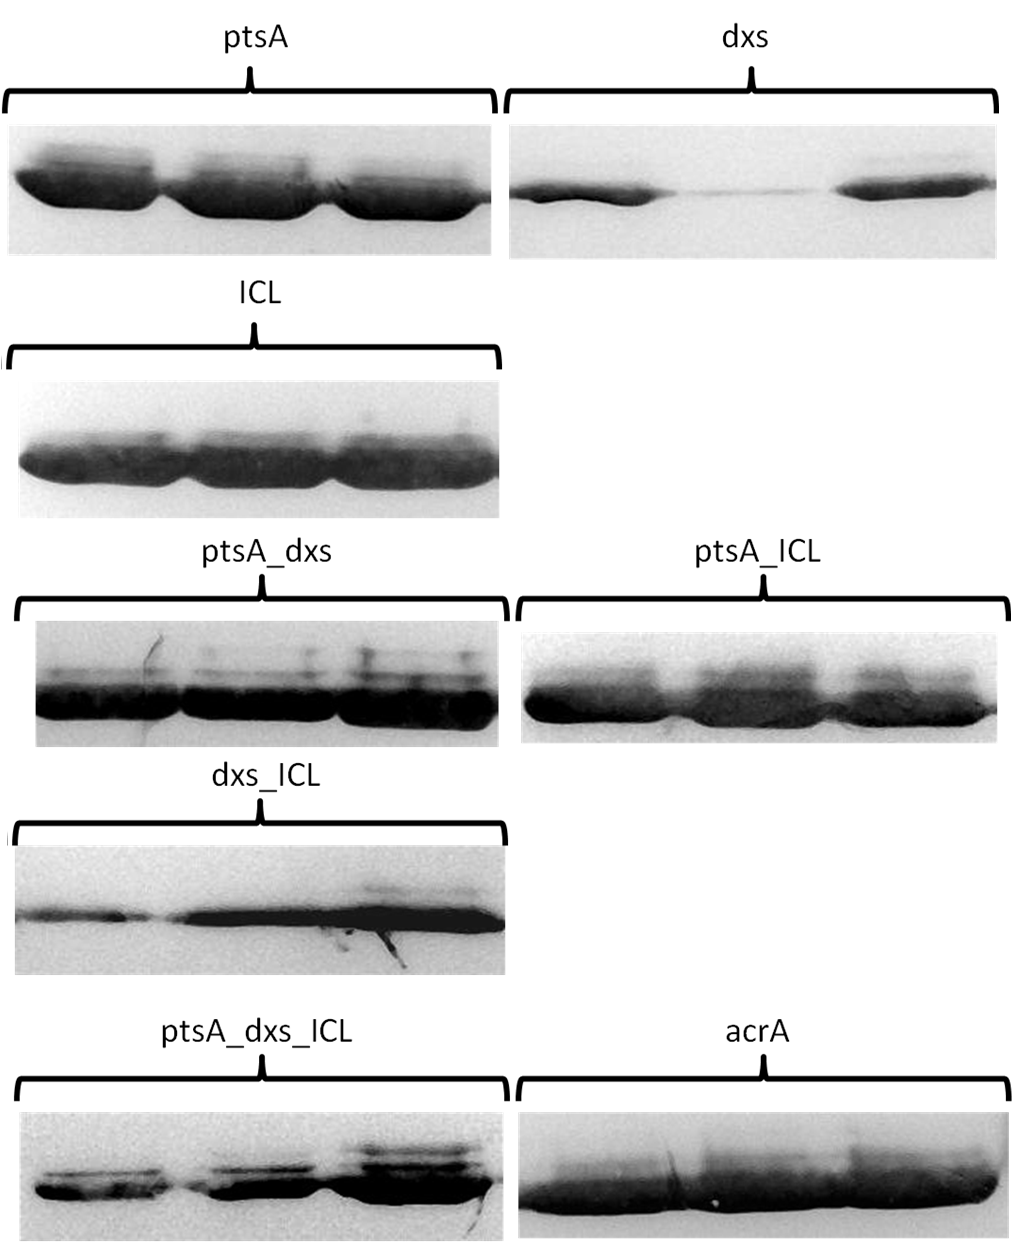 ptsA
dxs
ICL
ptsA_dxs
ptsA_ICL
dxs_ICL
ptsA_dxs_ICL
acrA